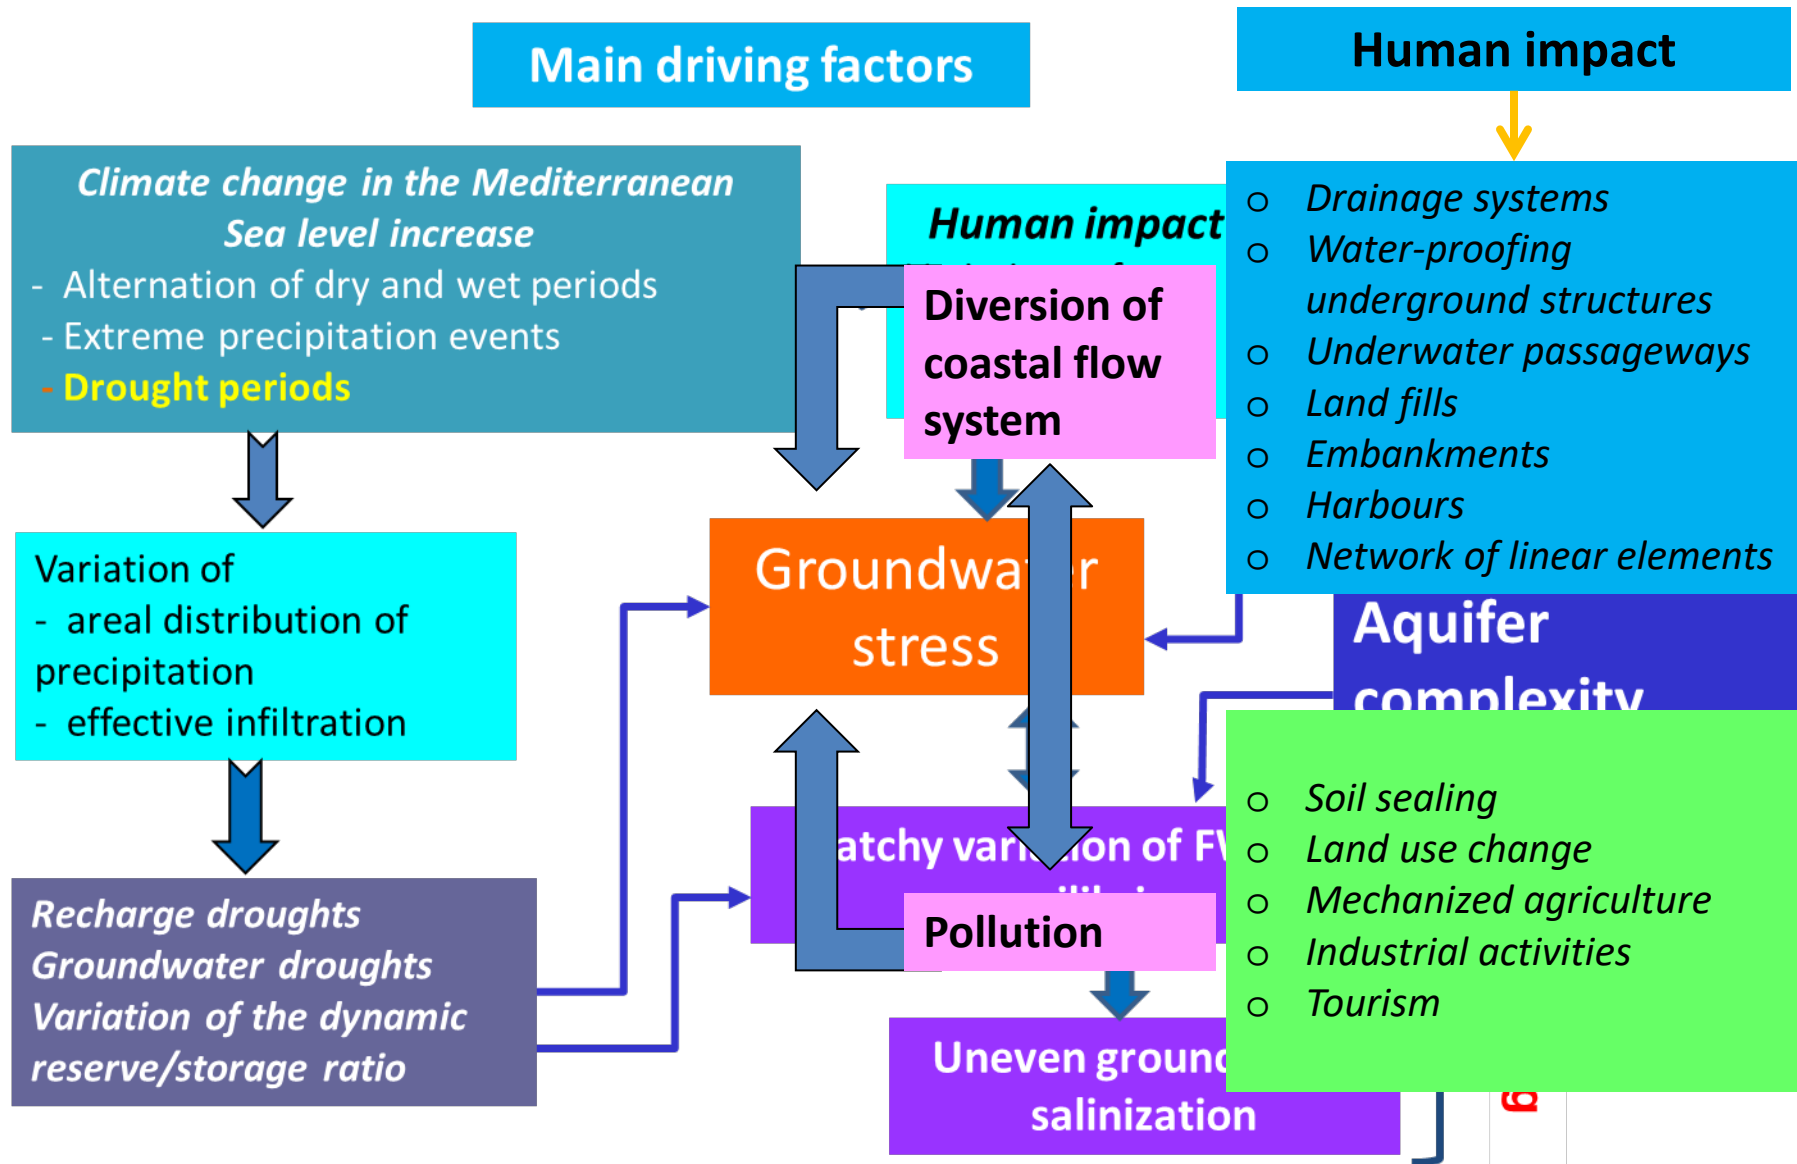 Main driving factors
Human impact
Climate change in the Mediterranean
Sea level increase
- Alternation of dry and wet periods
- Extreme precipitation events
- Drought periods
Human impact
Diversion of
coastal flow
system
o Drainage systems
o Water-proofing
underground structures
o Underwater passageways
o Land fills
o Embankments
o Harbours
o Network of linear elements
Variation of
- areal distribution of
precipitation
- effective infiltration
Groundwater
stress
Aquifer
complexity
o Soil sealing
o Land use change
o Mechanized agriculture
o Industrial activities
o Tourism
of
Pollution
Recharge droughts
Groundwater droughts
Variation of the dynamic
reserve/storage ratio
Uneven
salinization
g